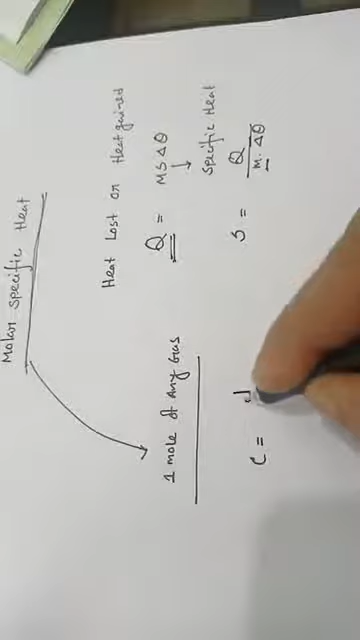 Molar Specific Heat
Heat Lost or Heat gained
Q = MSΔθ
↓
Specific Heat
S = Q / M. Δθ
1 mole of any Gas
C = d